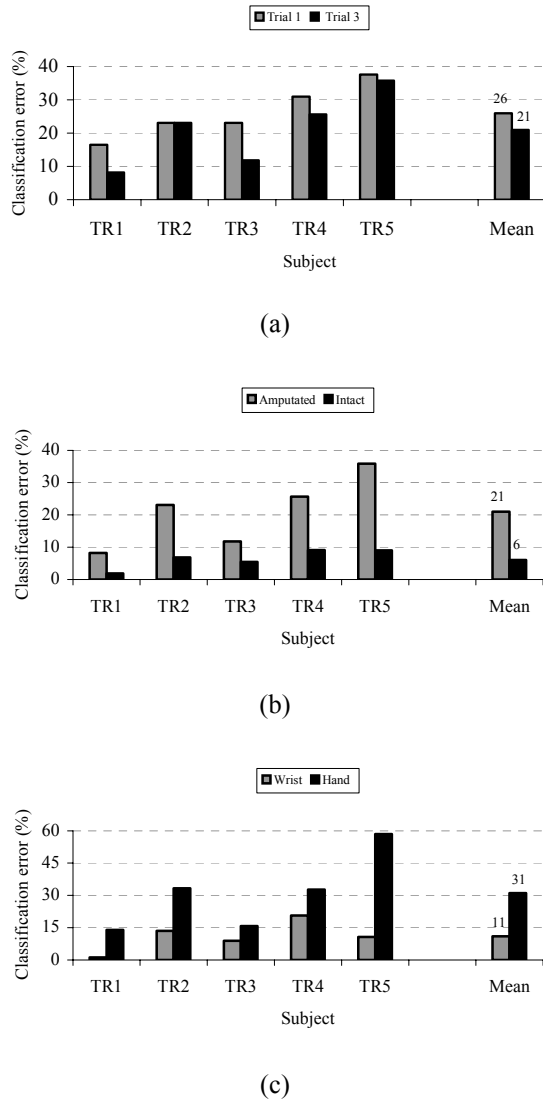 Trial 1 Trial 3
Classification error (%)
40
30
20
10
0
26
21
TR1 TR2 TR3 TR4 TR5 Mean
Subject
(a)
Amputated Intact
Classification error (%)
40
30
20
10
0
21
6
TR1 TR2 TR3 TR4 TR5 Mean
Subject
(b)
Wrist Hand
Classification error (%)
60
45
30
15
0
31
11
TR1 TR2 TR3 TR4 TR5 Mean
Subject
(c)